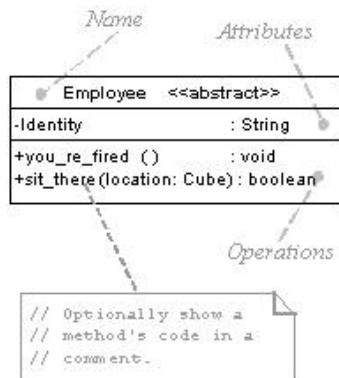 Name
Attributes
Employee <<abstract>>
-Identity : String
+you_re_fired () : void
+sit_there(location: Cube) : boolean
Operations
// Optionally show a
// method's code in a
// comment.